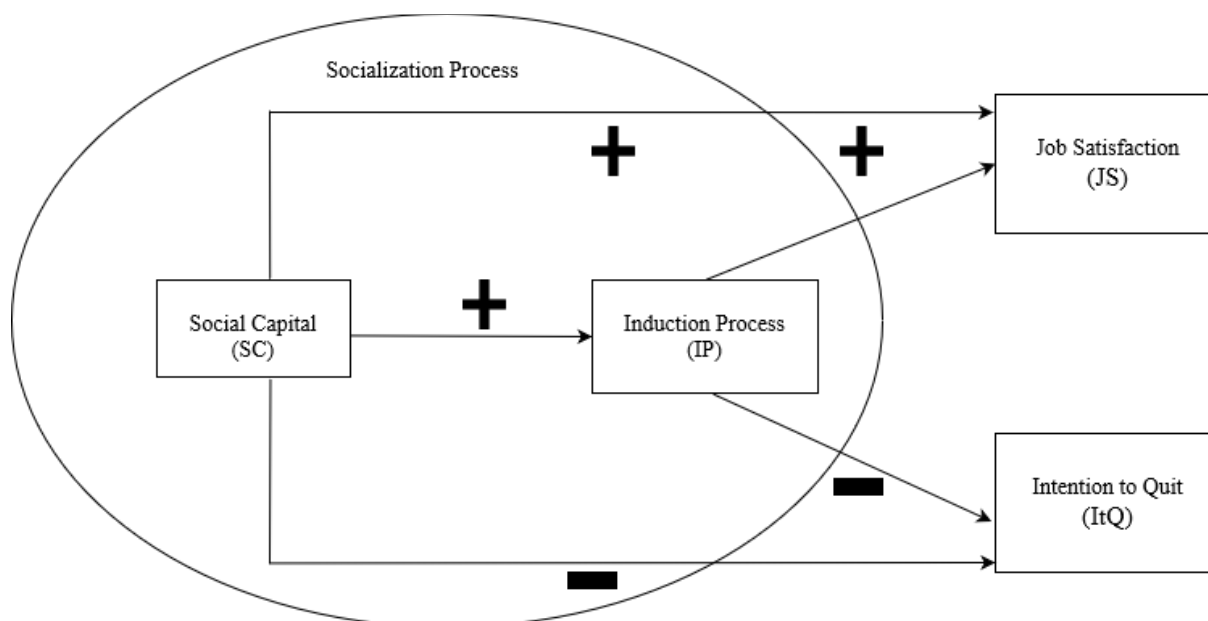 Socialization Process
Job Satisfaction
(JS)
+
+
+
Social Capital
(SC)
Induction Process
(IP)
Intention to Quit
(ItQ)
-
-